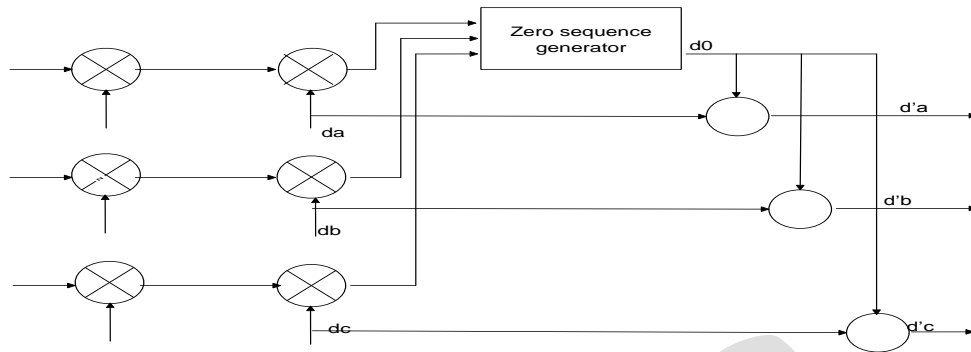 Zero sequence
generator
d0
d'a
da
d'b
db
d'c
dc